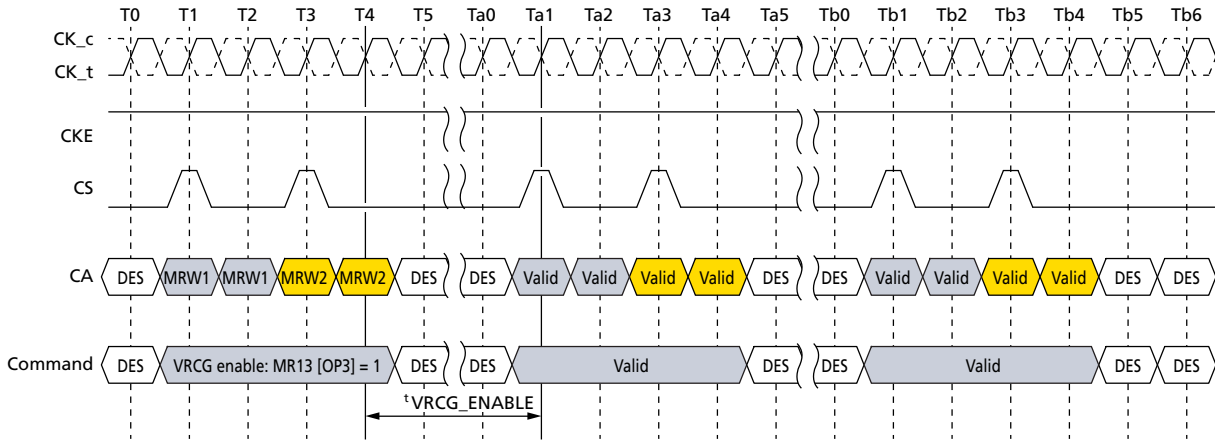 T0 T1 T2 T3 T4 T5 Ta0 Ta1 Ta2 Ta3 Ta4 Ta5 Tb0 Tb1 Tb2 Tb3 Tb4 Tb5 Tb6
CK_c
CK_t
CKE
CS
CA DES MRW1 MRW1 MRW2 MRW2 DES DES Valid Valid Valid Valid DES DES Valid Valid Valid Valid DES DES
Command DES VRCG enable: MR13 [OP3] = 1 DES DES Valid DES DES Valid DES DES
tVRCG_ENABLE